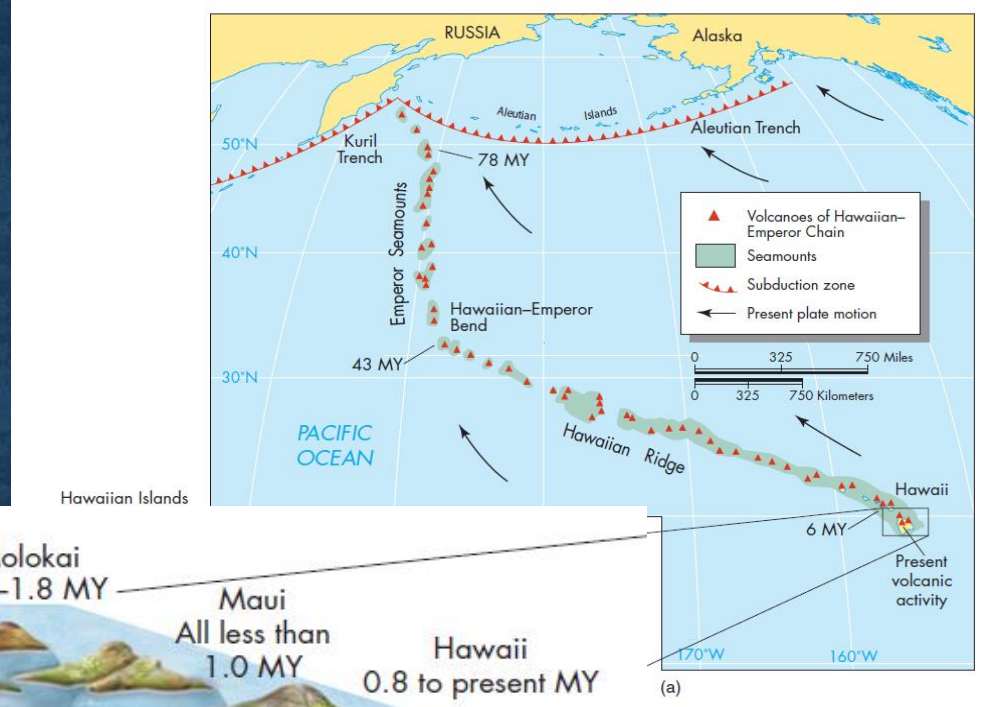 RUSSIA
Alaska
Aleutian Islands
Aleutian Trench
50°N
Kuril
Trench
78 MY
Emperor Seamounts
Volcanoes of Hawaiian–
Emperor Chain
Seamounts
Subduction zone
Present plate motion
40°N
Hawaiian–Emperor
Bend
43 MY
0 325 750 Miles
0 325 750 Kilometers
30°N
PACIFIC
OCEAN
Hawaiian Ridge
Hawaii
6 MY
Present
volcanic
activity
170°W
160°W
(a)
Hawaiian Islands
olokai
–1.8 MY
Maui
All less than
1.0 MY
Hawaii
0.8 to present MY